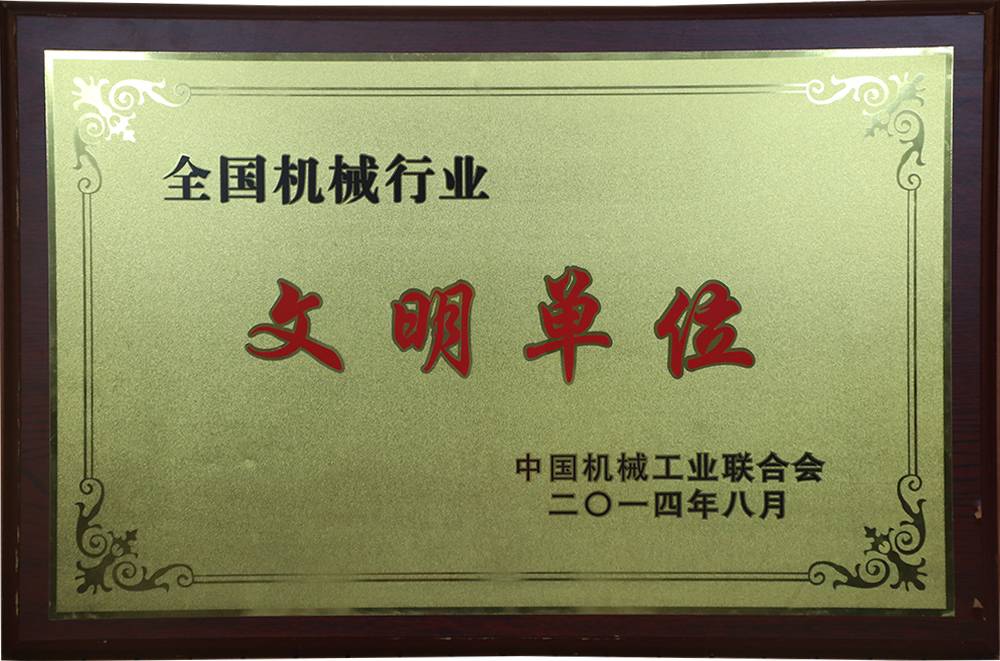 全国机械行业
文明单位
中国机械工业联合会
二〇一四年八月